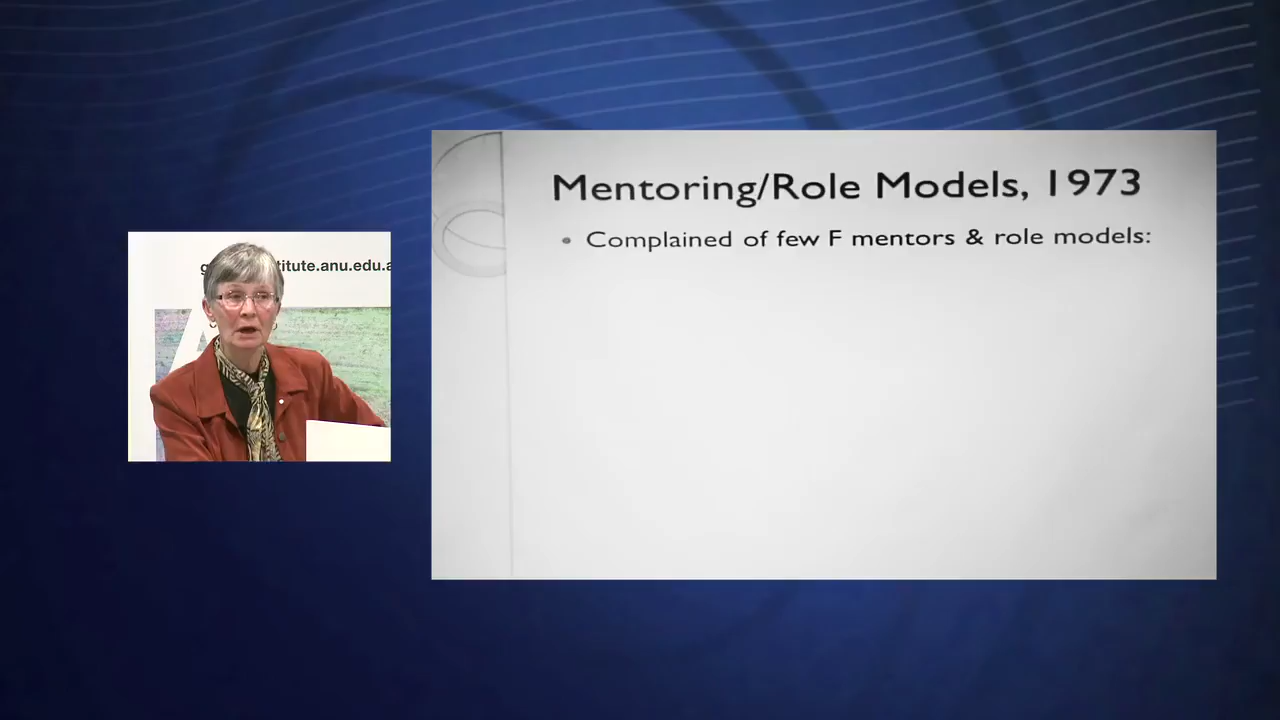 titute.anu.edu.a
Mentoring/Role Models, 1973
• Complained of few F mentors & role models: